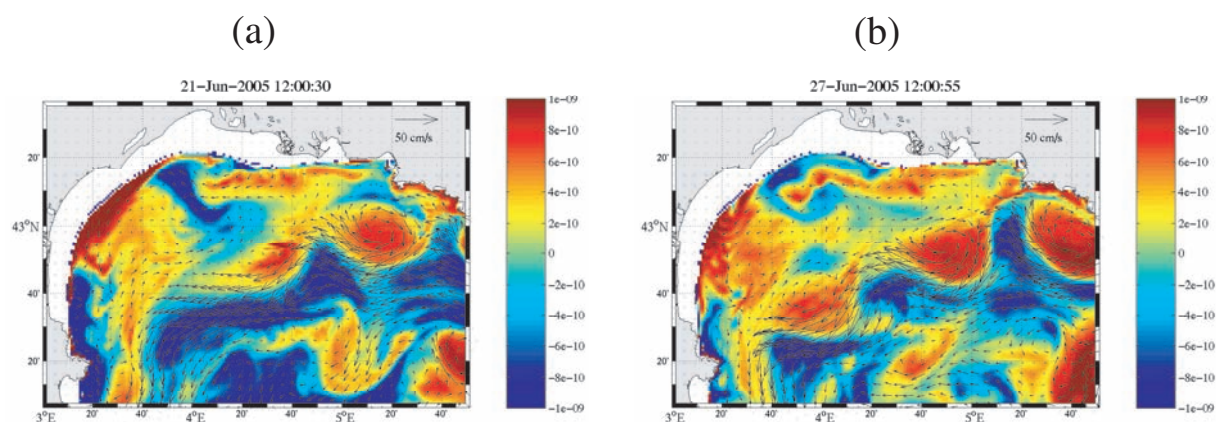 (a)
(b)
21-Jun-2005 12:00:30
27-Jun-2005 12:00:55
50 cm/s
20'
43°N
40'
20'
3°E
20'
40'
4°E
20'
40'
5°E
20'
40'
1e-09
8e-10
6e-10
4e-10
2e-10
0
-2e-10
-4e-10
-6e-10
-8e-10
-1e-09
50 cm/s
20'
43°N
40'
20'
3°E
20'
40'
4°E
20'
40'
5°E
20'
40'
1e-09
8e-10
6e-10
4e-10
2e-10
0
-2e-10
-4e-10
-6e-10
-8e-10
-1e-09